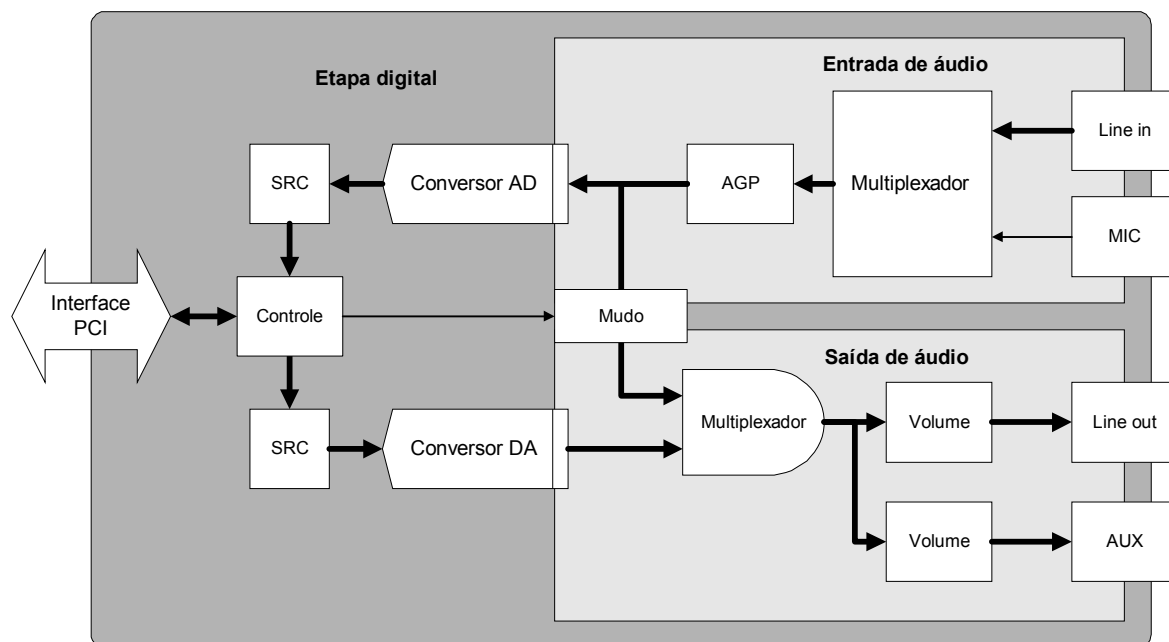 Etapa digital
Entrada de áudio
Line in
SRC
Conversor AD
AGP
Multiplexador
MIC
Interface
PCI
Controle
Mudo
Saída de áudio
SRC
Conversor DA
Multiplexador
Volume
Line out
Volume
AUX